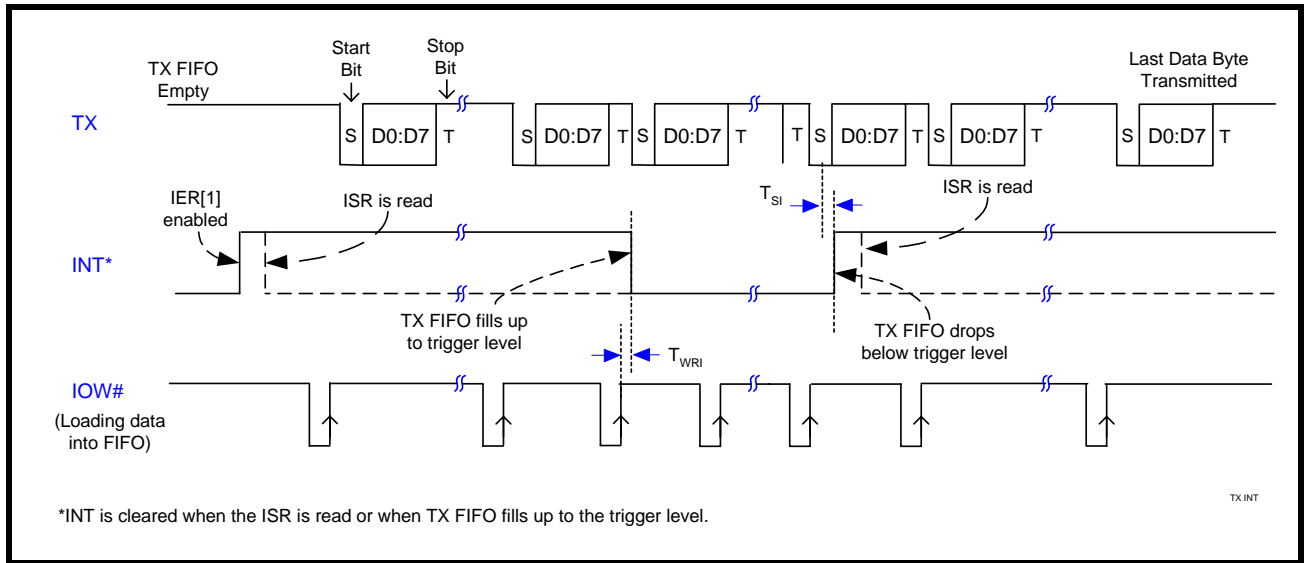 Start
Bit
Stop
Bit
TX FIFO
Empty
Last Data Byte
Transmitted
TX
S D0:D7 T S D0:D7 T S D0:D7 T T S D0:D7 T S D0:D7 T S D0:D7 T
IER[1]
enabled
ISR is read
TSI
ISR is read
INT*
TX FIFO fills up
to trigger level
TX FIFO drops
below trigger level
TWRI
IOW#
(Loading data
into FIFO)
TX INT
*INT is cleared when the ISR is read or when TX FIFO fills up to the trigger level.